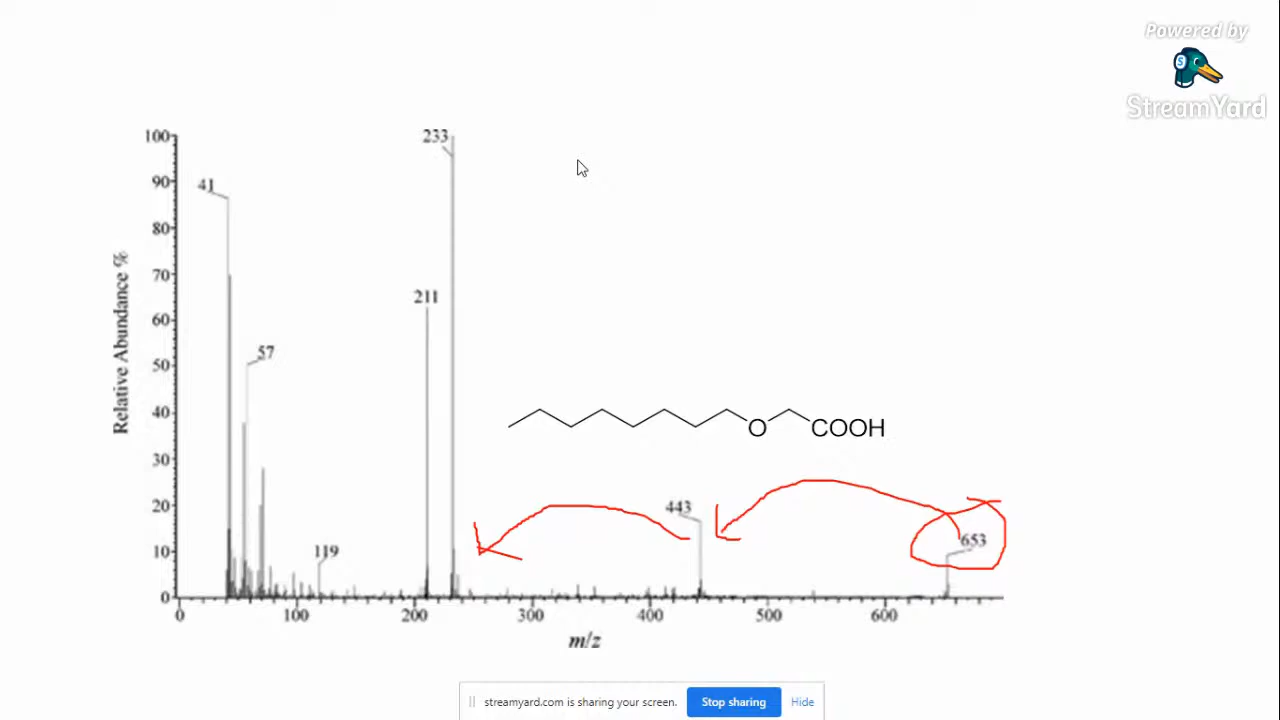 Powered by
StreamYard
100
90
80
70
60
50
40
30
20
10
0
Relative Abundance %
41
57
119
211
233
443
653
O
COOH
0
100
200
300
400
500
600
m/z
streamyard.com is sharing your screen.
Stop sharing
Hide